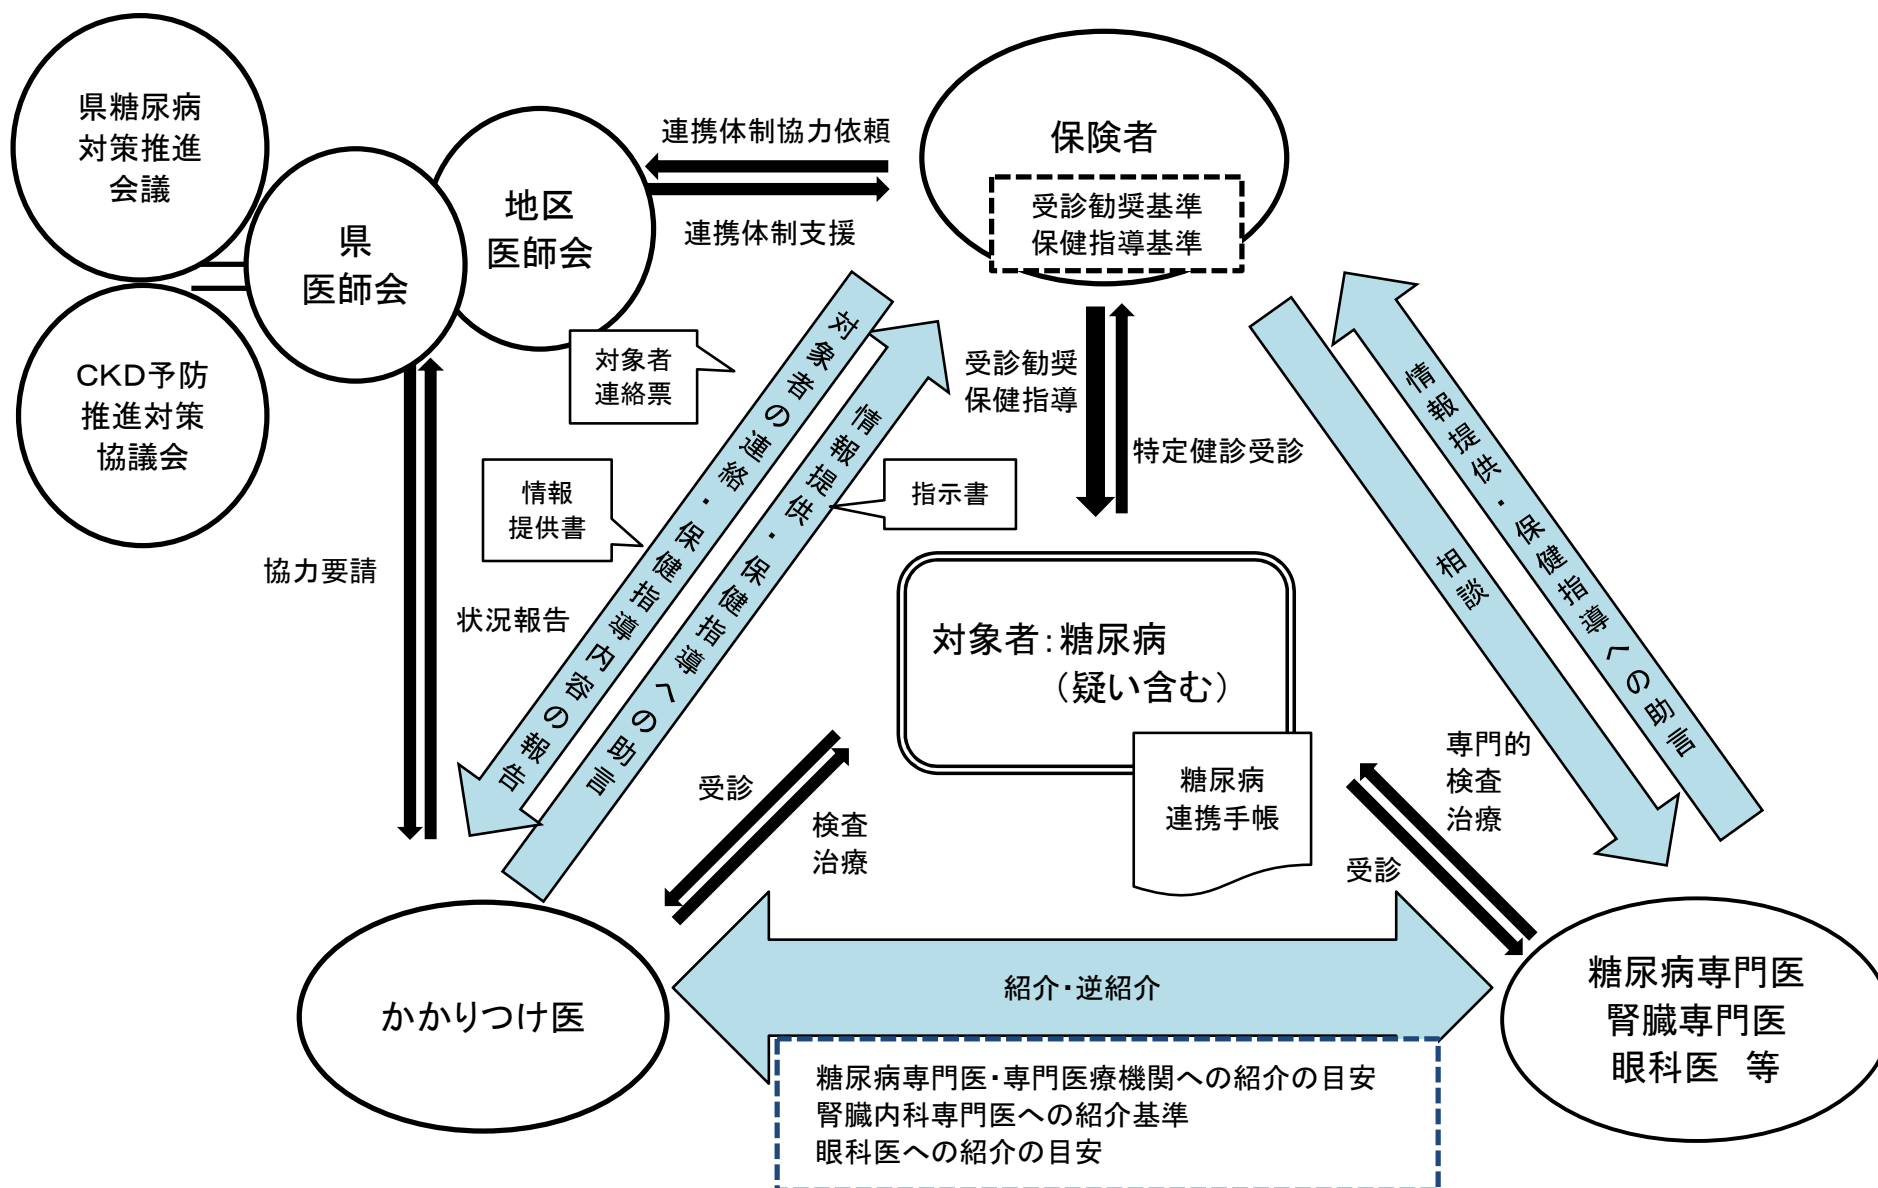 県糖尿病
対策推進
会議
県
医師会
地区
医師会
CKD予防
推進対策
協議会
連携体制協力依頼
連携体制支援
保険者
受診勧奨基準
保健指導基準
対象者
連絡票
情報
提供書
指示書
対象者の連絡・保健指導内容の報告
情報提供・保健指導への助言
受診勧奨
保健指導
特定健診受診
情報提供・保健指導への助言
相談
協力要請
状況報告
対象者:糖尿病
(疑い含む)
糖尿病
連携手帳
受診
検査
治療
専門的
検査
治療
受診
かかりつけ医
紹介・逆紹介
糖尿病専門医
腎臓専門医
眼科医 等
糖尿病専門医・専門医療機関への紹介の目安
腎臓内科専門医への紹介基準
眼科医への紹介の目安